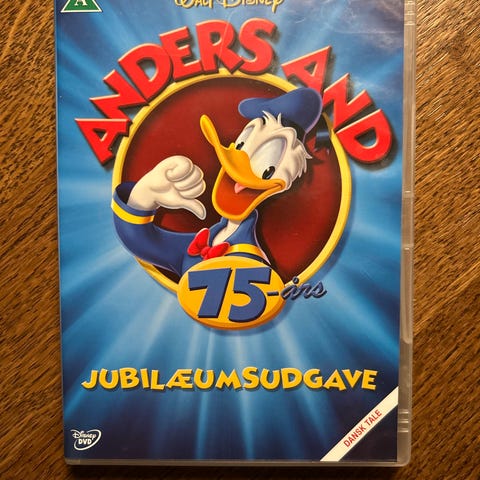 A
WALT DISNEY
ANDERS AND
75-års
JUBILÆUMSUDGAVE
Disney
DVD
DANSK TALE